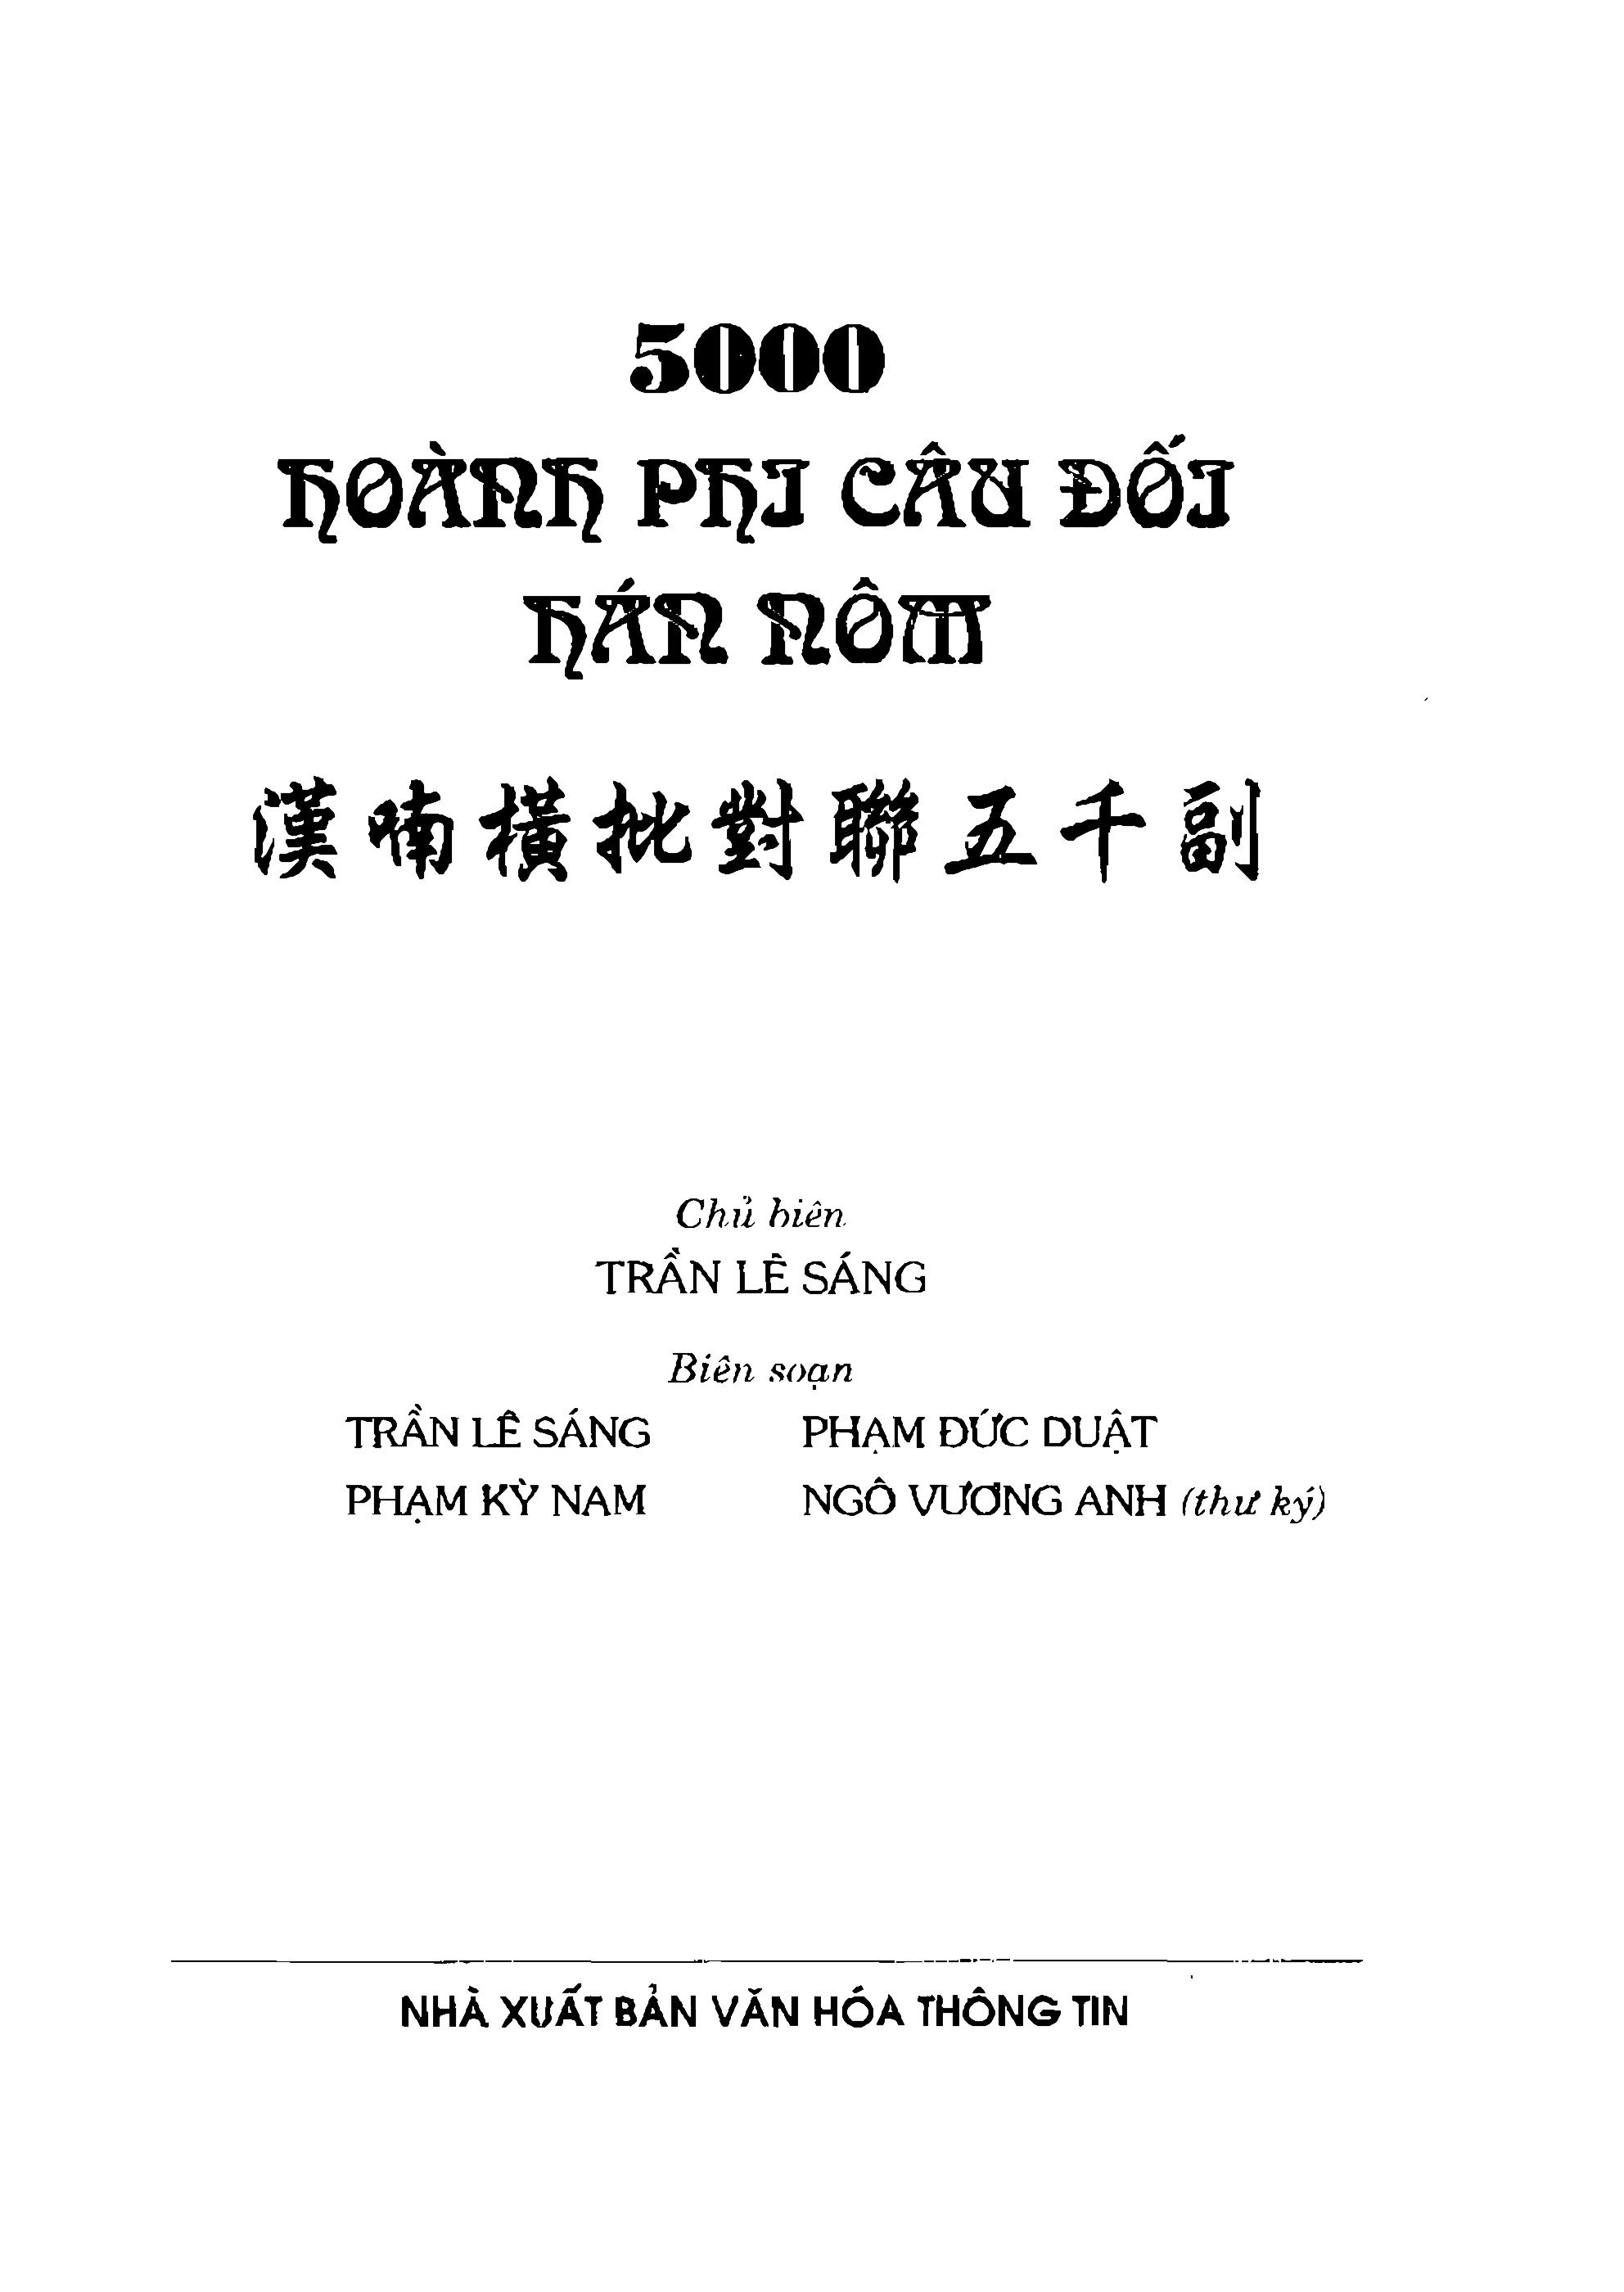 5000
HOÀNH PHI CÂU ĐỐI
HÁN NÔM
漢喃橫批對聯五千副
Chủ biên
TRẦN LÊ SÁNG
Biên soạn
TRẦN LÊ SÁNG PHẠM ĐỨC DUẬT
PHẠM KỲ NAM NGÔ VƯƠNG ANH (thư ký)
NHÀ XUẤT BẢN VĂN HÓA THÔNG TIN